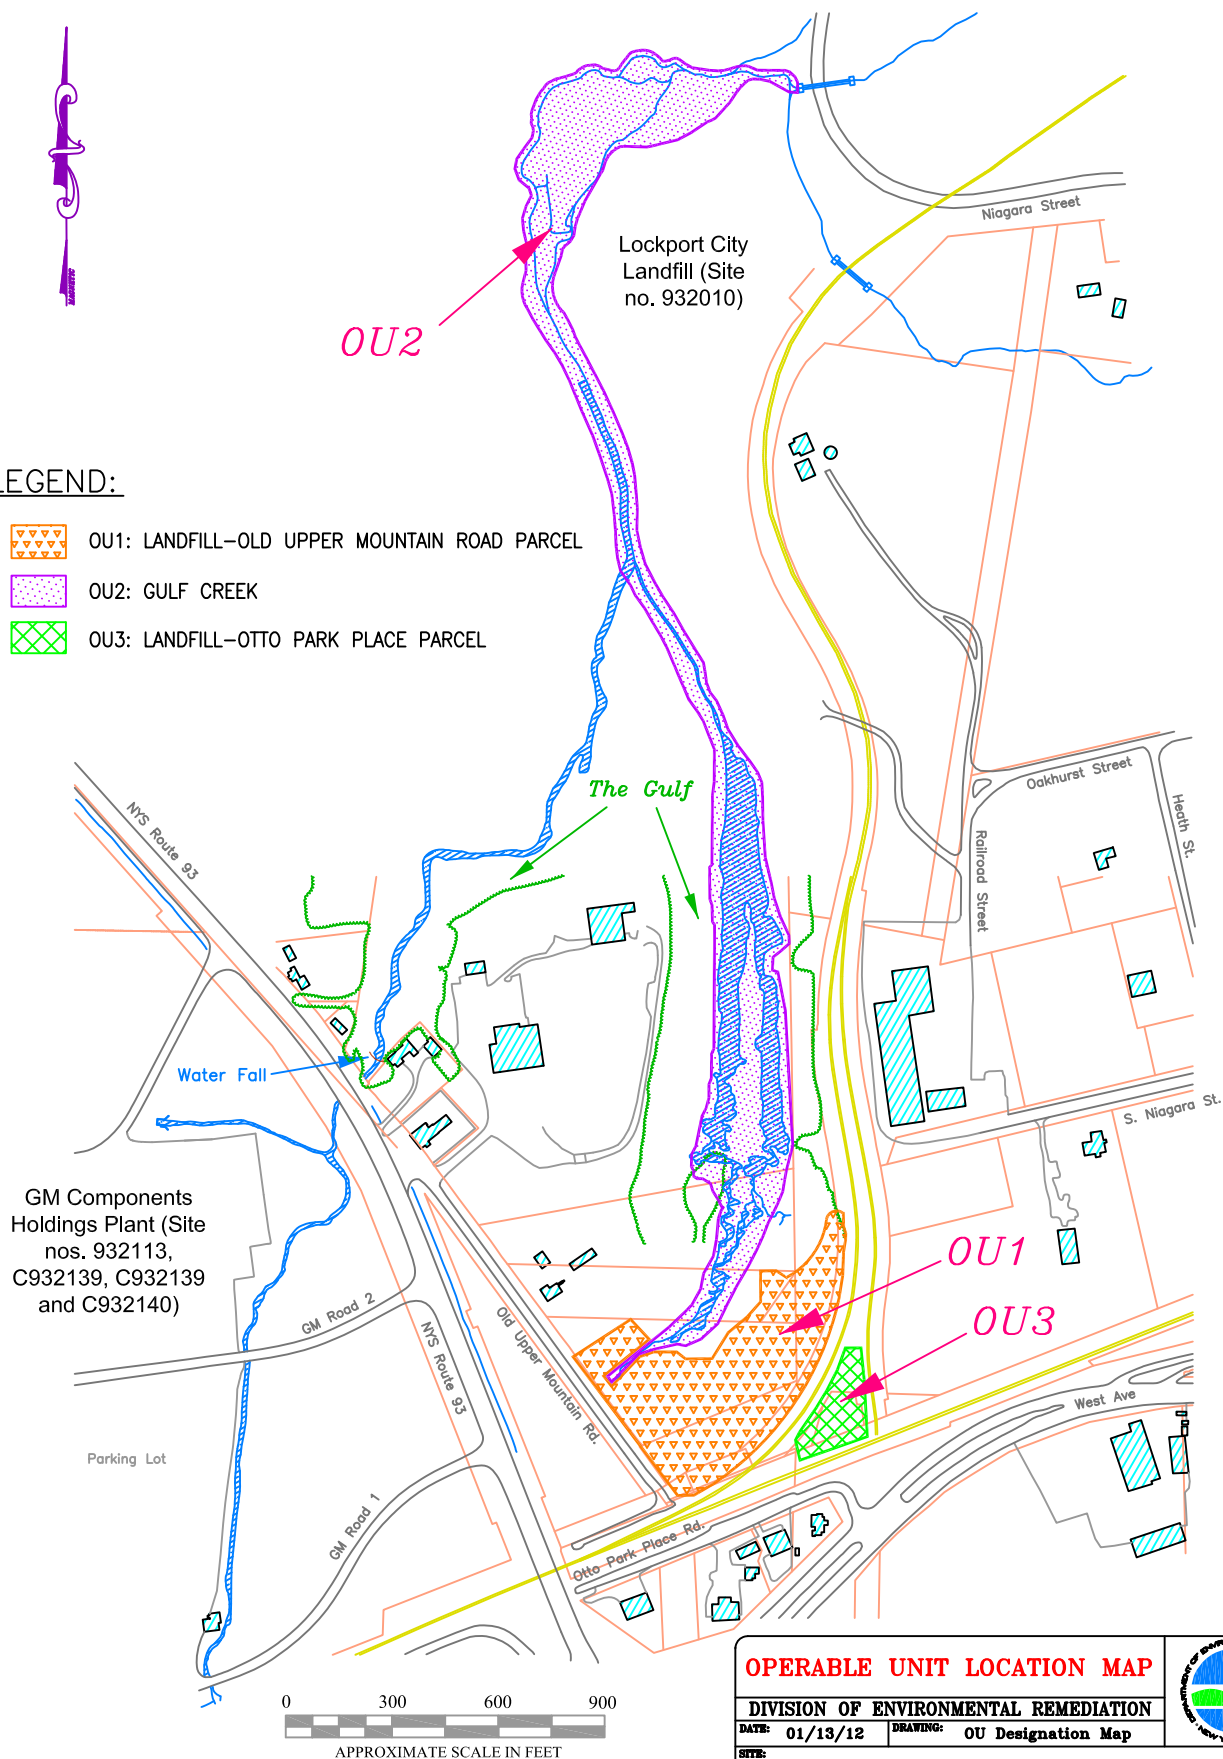 Niagara Street
Lockport City
Landfill (Site
no. 932010)
OU2
LEGEND:
OU1: LANDFILL-OLD UPPER MOUNTAIN ROAD PARCEL
OU2: GULF CREEK
OU3: LANDFILL-OTTO PARK PLACE PARCEL
NYS Route 93
The Gulf
Oakhurst Street
Heath St.
Railroad Street
Water Fall
S. Niagara St.
GM Components
Holdings Plant (Site
nos. 932113,
C932139, C932139
and C932140)
OU1
OU3
GM Road 2
NYS Route 93
Old Upper Mountain Rd.
West Ave
Parking Lot
GM Road 1
Otto Park Place Rd.
0 300 600 900
APPROXIMATE SCALE IN FEET
OPERABLE UNIT LOCATION MAP
DIVISION OF ENVIRONMENTAL REMEDIATION
DATE: 01/13/12 DRAWING: OU Designation Map
SITE: